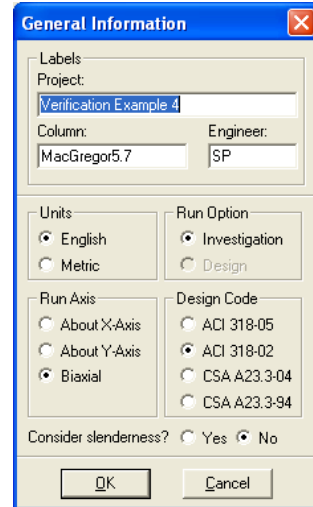 General Information
Labels
Project:
Verification Example 4
Column: Engineer:
MacGregor5.7 SP
Units Run Option
English Investigation
Metric Design
Run Axis Design Code
About X-Axis ACI 318-05
About Y-Axis ACI 318-02
Biaxial CSA A23.3-04
CSA A23.3-94
Consider slenderness? Yes No
OK Cancel